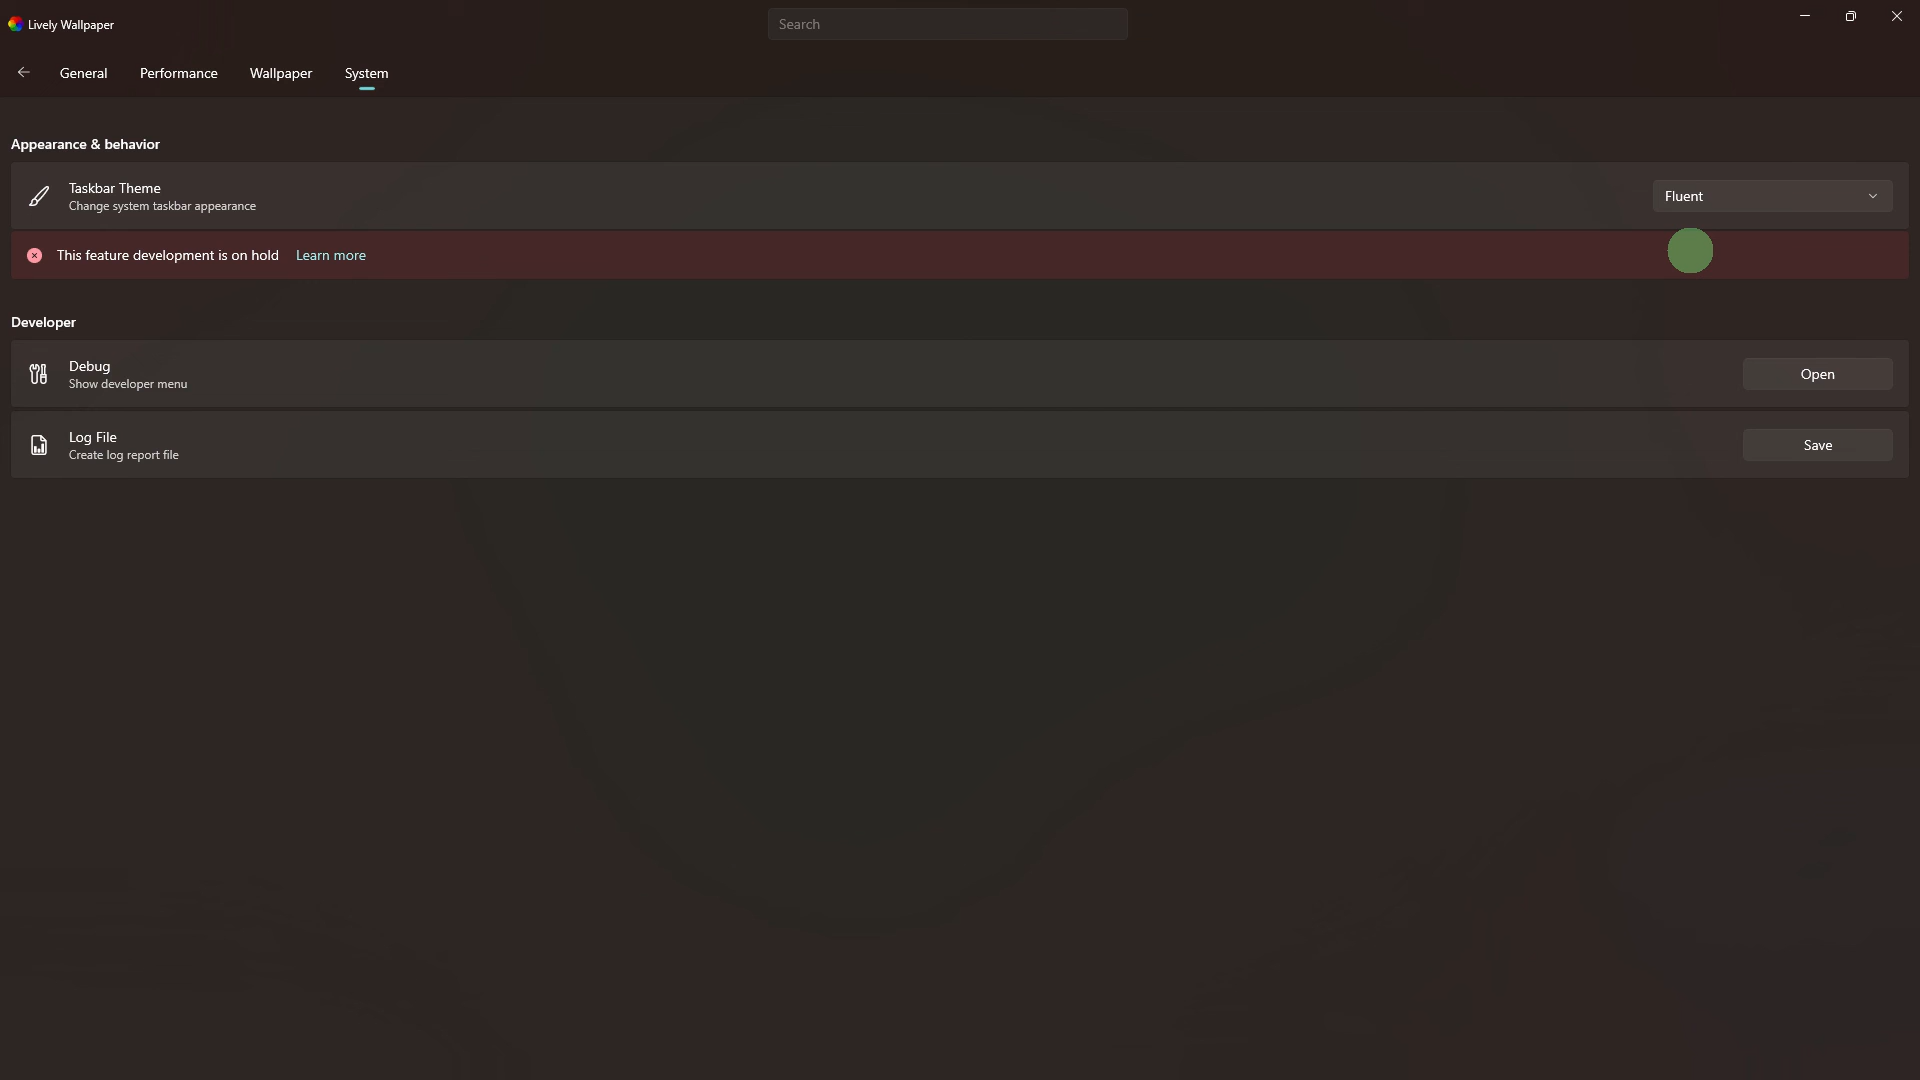 Lively Wallpaper
Search
General
Performance
Wallpaper
System
Appearance & behavior
Taskbar Theme
Change system taskbar appearance
Fluent
This feature development is on hold Learn more
Developer
Debug
Show developer menu
Open
Log File
Create log report file
Save